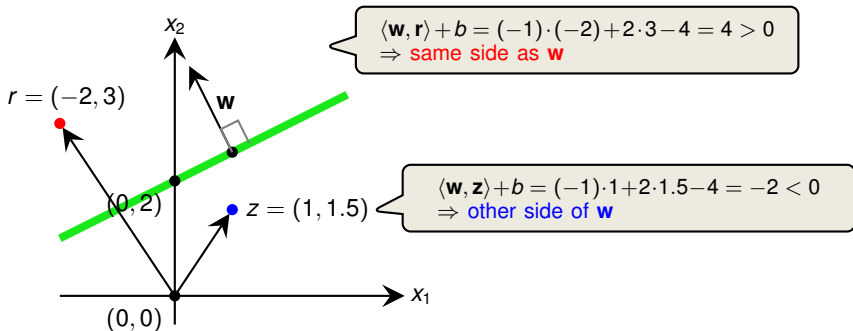 x₂
⟨w, r⟩ + b = (−1)·(−2) + 2·3 − 4 = 4 > 0
⇒ same side as w
r = (−2, 3)
w
⟨w, z⟩ + b = (−1)·1 + 2·1.5 − 4 = −2 < 0
⇒ other side of w
(0, 2)
z = (1, 1.5)
x₁
(0, 0)